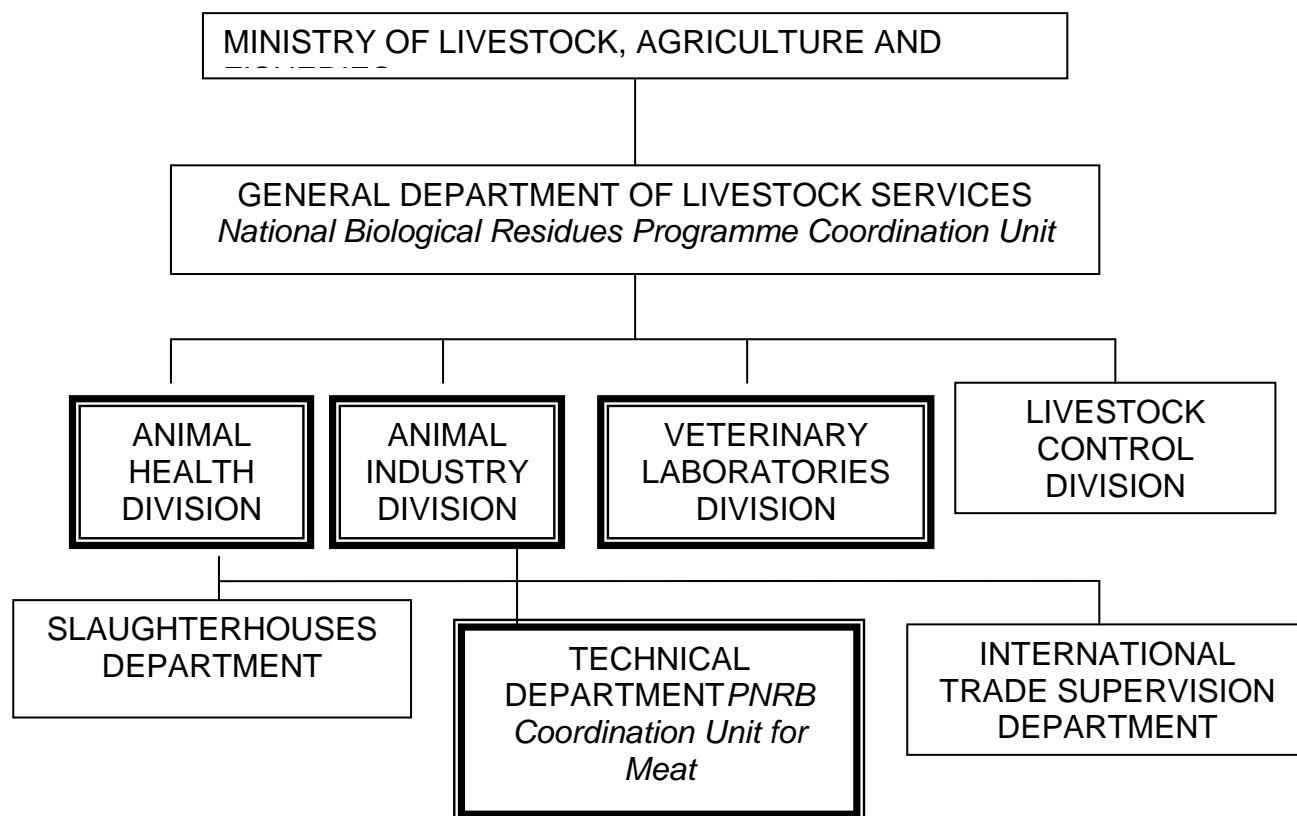 MINISTRY OF LIVESTOCK, AGRICULTURE AND
GENERAL DEPARTMENT OF LIVESTOCK SERVICES
National Biological Residues Programme Coordination Unit
ANIMAL
HEALTH
DIVISION
ANIMAL
INDUSTRY
DIVISION
VETERINARY
LABORATORIES
DIVISION
LIVESTOCK
CONTROL
DIVISION
SLAUGHTERHOUSES
DEPARTMENT
TECHNICAL
DEPARTMENT PNRB
Coordination Unit for
Meat
INTERNATIONAL
TRADE SUPERVISION
DEPARTMENT